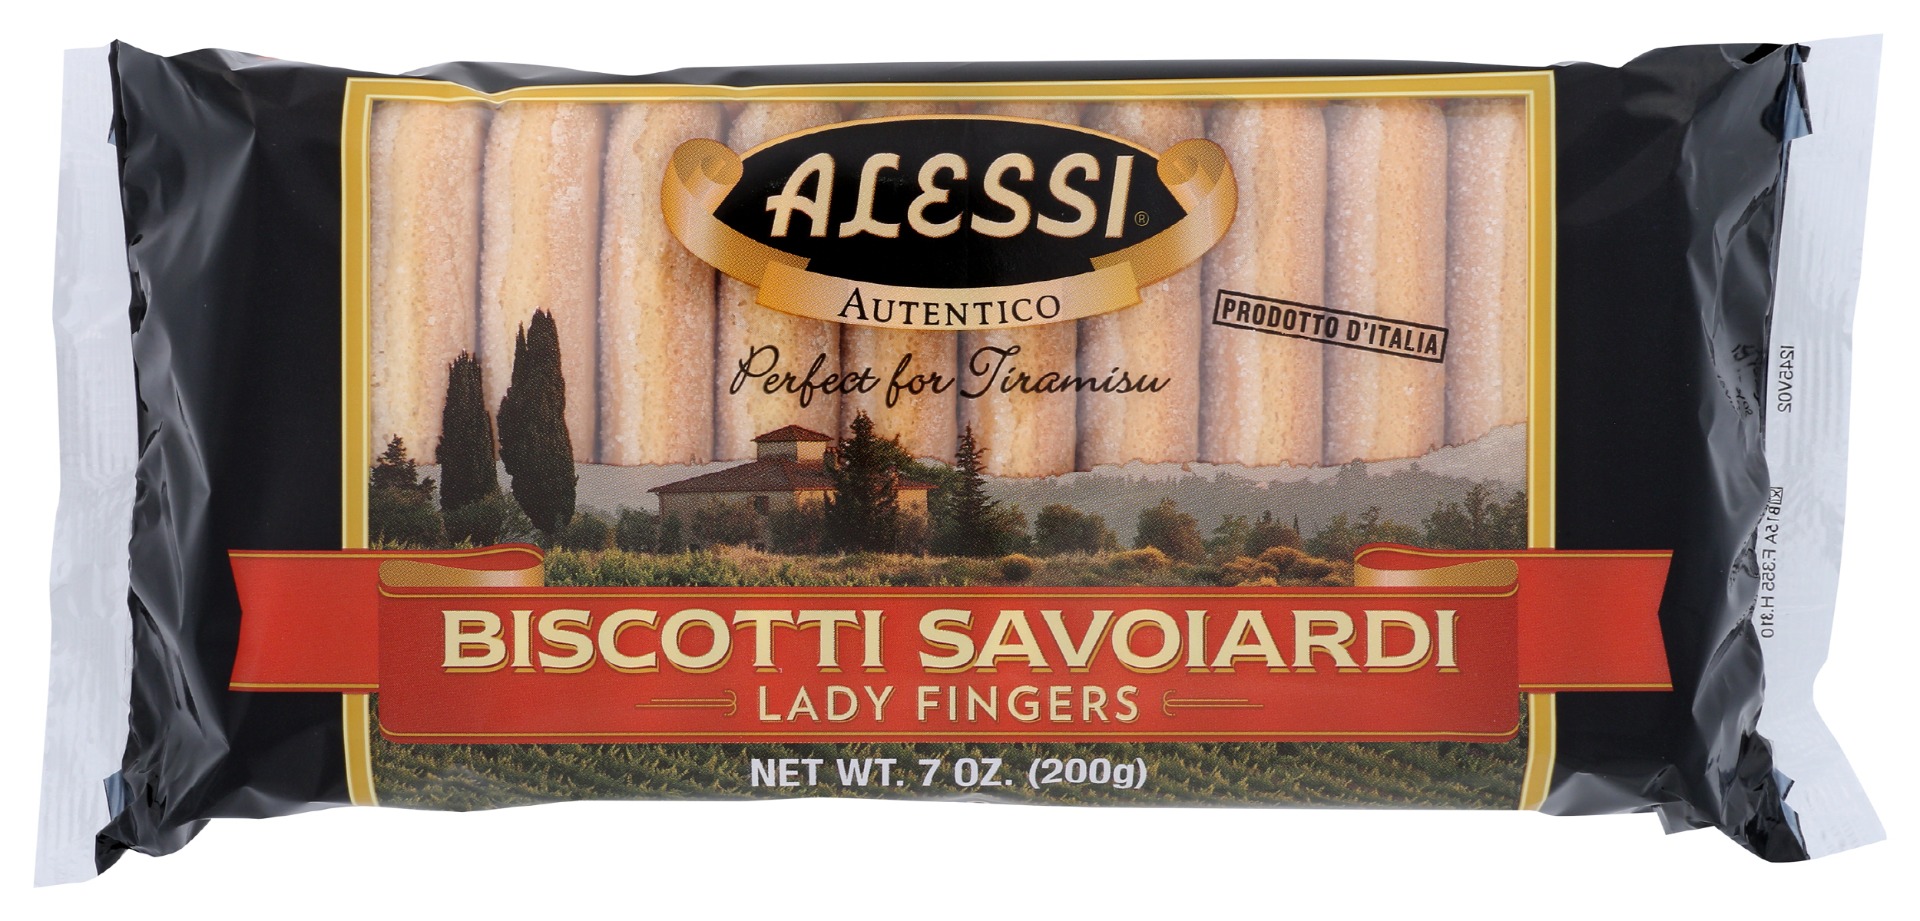 ALESSI®
AUTENTICO
PRODOTTO D'ITALIA
Perfect for Tiramisu
BISCOTTI SAVOIARDI
LADY FINGERS
NET WT. 7 OZ. (200g)